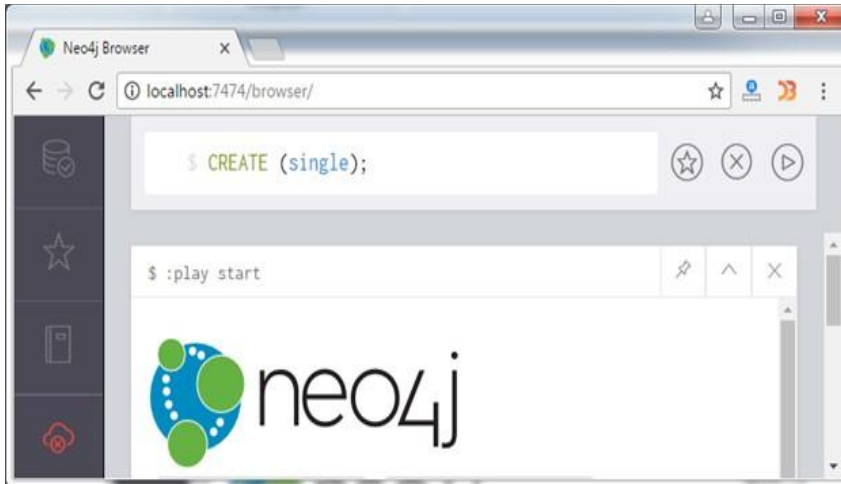 Neo4j Browser
localhost:7474/browser/
$ CREATE (single);
$ :play start
neo4j